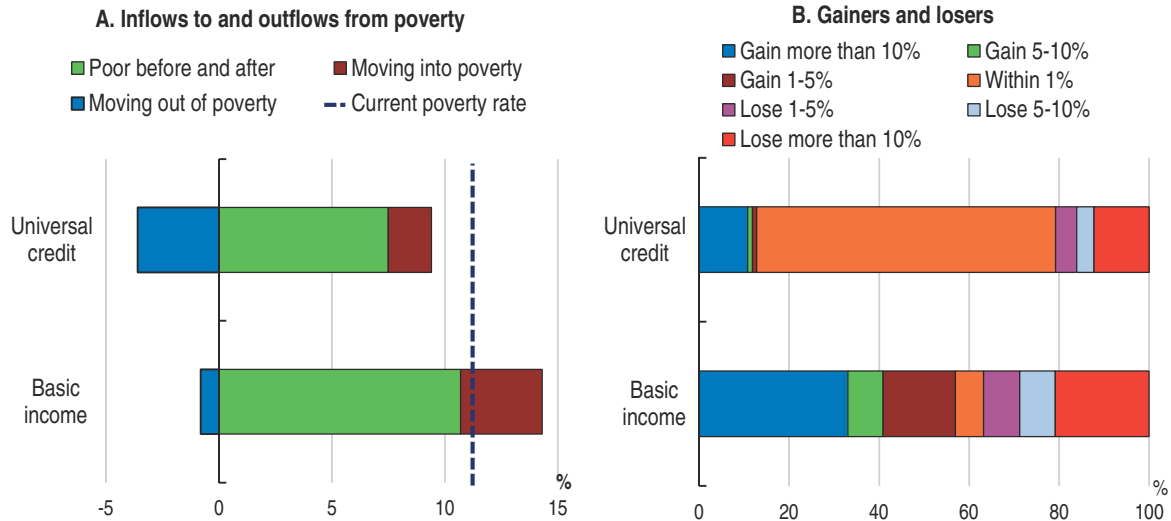 A. Inflows to and outflows from poverty
Poor before and after
Moving into poverty
Moving out of poverty
Current poverty rate
Universal
credit
Basic
income
%
-5
0
5
10
15
B. Gainers and losers
Gain more than 10%
Gain 5-10%
Gain 1-5%
Within 1%
Lose 1-5%
Lose 5-10%
Lose more than 10%
Universal
credit
Basic
income
%
0
20
40
60
80
100